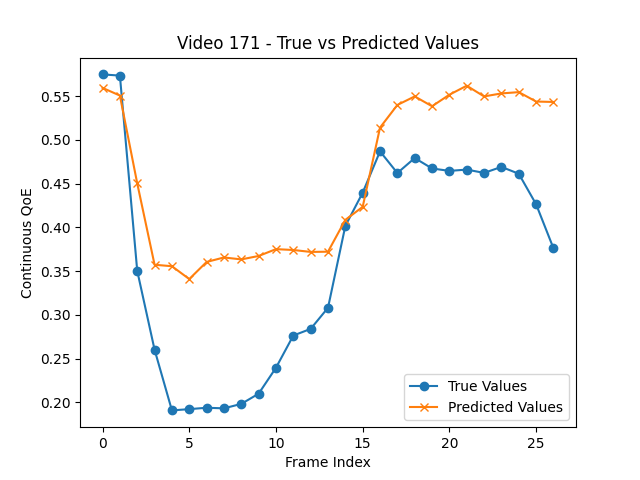 Video 171 - True vs Predicted Values
Continuous QoE
0.55
0.50
0.45
0.40
0.35
0.30
0.25
0.20
True Values
Predicted Values
0 5 10 15 20 25
Frame Index